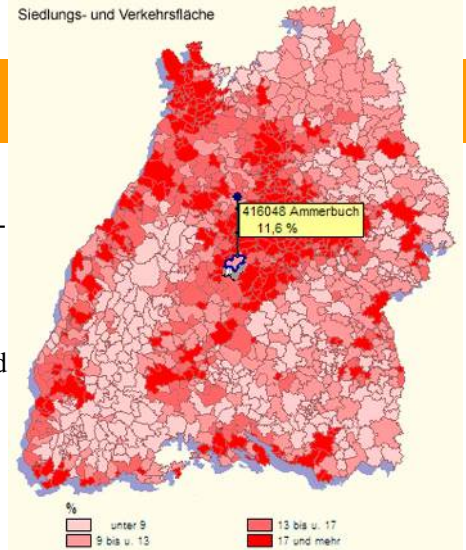 Siedlungs- und Verkehrsfläche
416048 Ammerbuch
11,6 %
-
d
%
unter 9
9 bis u. 13
13 bis u. 17
17 und mehr